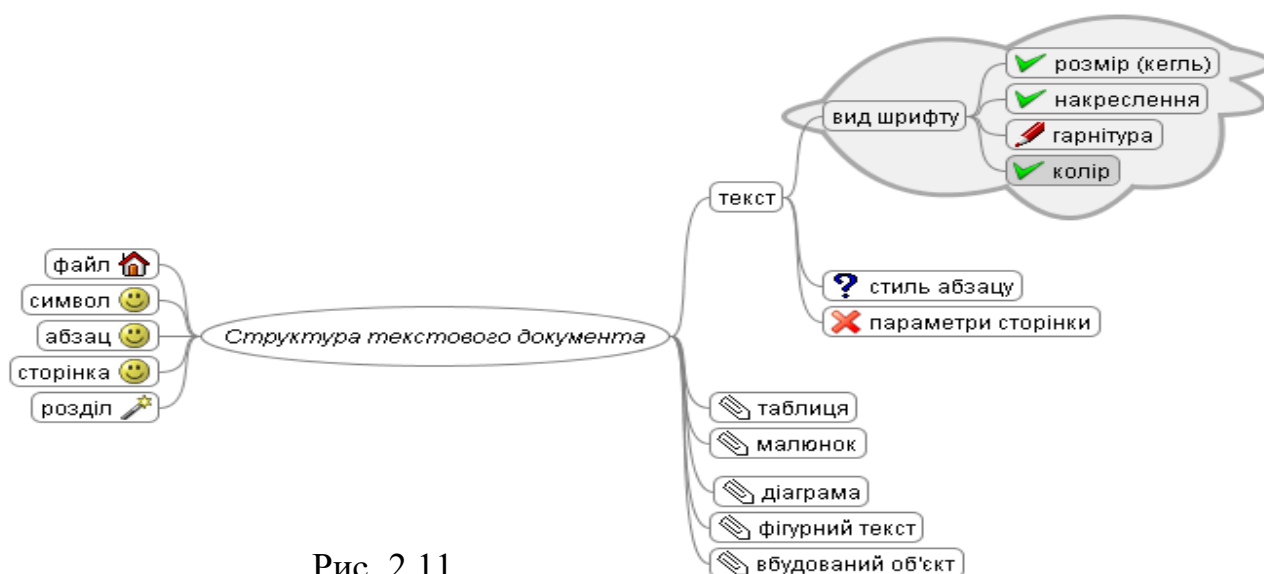 розмір (кегль)
накреслення
вид шрифту
гарнітура
колір
текст
файл
символ
стиль абзацу
абзац
Структура текстового документа
параметри сторінки
сторінка
розділ
таблиця
малюнок
діаграма
фігурний текст
вбудований об'єкт
Рис. 2.11